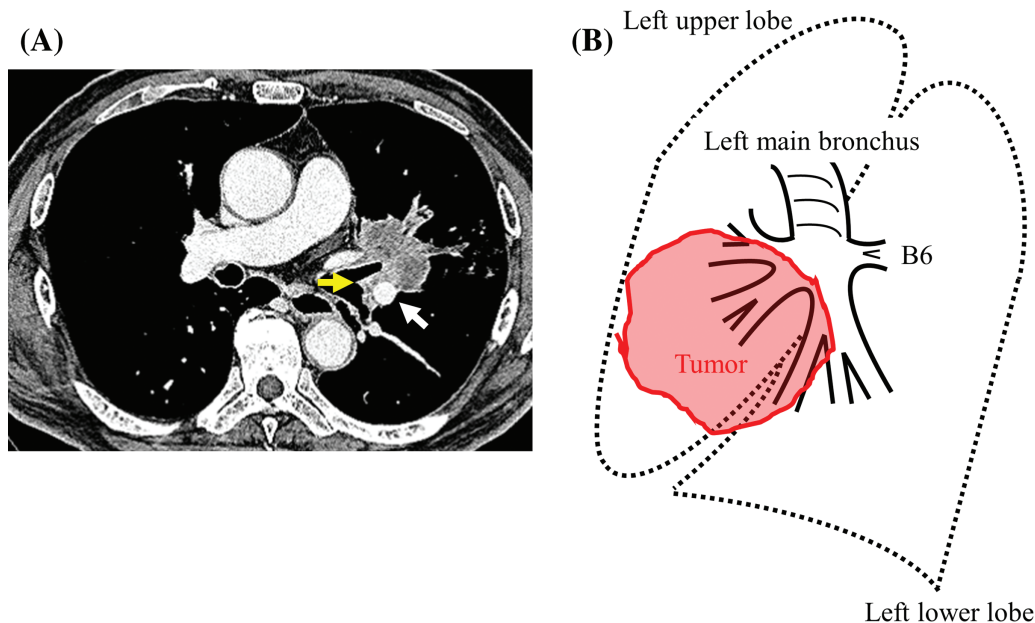 (A)
(B)
Left upper lobe
Left main bronchus
B6
Tumor
Left lower lobe